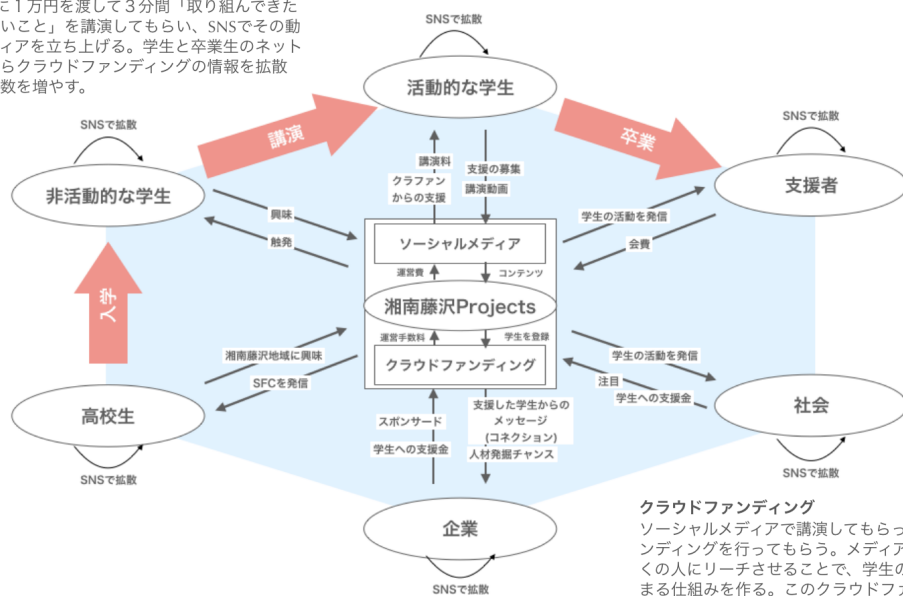 に１万円を渡して３分間「取り組んできた
いこと」を講演してもらい、SNSでその動
ィアを立ち上げる。学生と卒業生のネット
らクラウドファンディングの情報を拡散
数を増やす。
SNSで拡散
活動的な学生
SNSで拡散
講演
卒業
SNSで拡散
非活動的な学生
支援者
講演料
クラファン
からの支援
支援の募集
講演動画
興味
触発
学生の活動を発信
会費
ソーシャルメディア
運営費
コンテンツ
湘南藤沢Projects
運営手数料
学生を登録
クラウドファンディング
入学
湘南藤沢地域に興味
SFCを発信
学生の活動を発信
注目
学生への支援金
高校生
SNSで拡散
社会
SNSで拡散
スポンサード
学生への支援金
支援した学生からの
メッセージ
(コネクション)
人材発掘チャンス
企業
SNSで拡散
クラウドファンディング
ソーシャルメディアで講演してもらっ
ンディングを行ってもらう。メディア
くの人にリーチさせることで、学生の
まる仕組みを作る。このクラウドファ